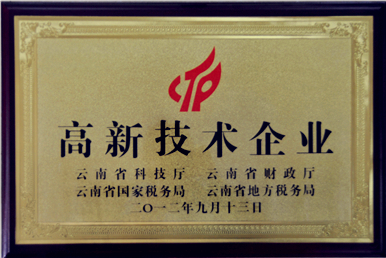 CTP
高新技术企业
云南省科技厅 云南省财政厅
云南省国家税务局 云南省地方税务局
二〇一二年九月十三日